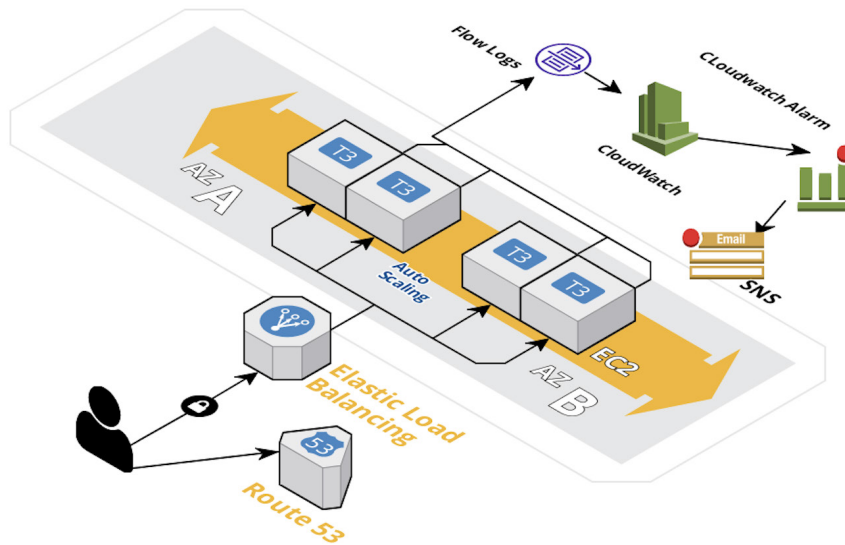 Flow Logs
CLoudwatch Alarm
CloudWatch
T3
T3
AZ A
T3
T3
Auto
Scaling
Email
SNS
EC2
AZ B
Elastic Load
Balancing
53
Route 53